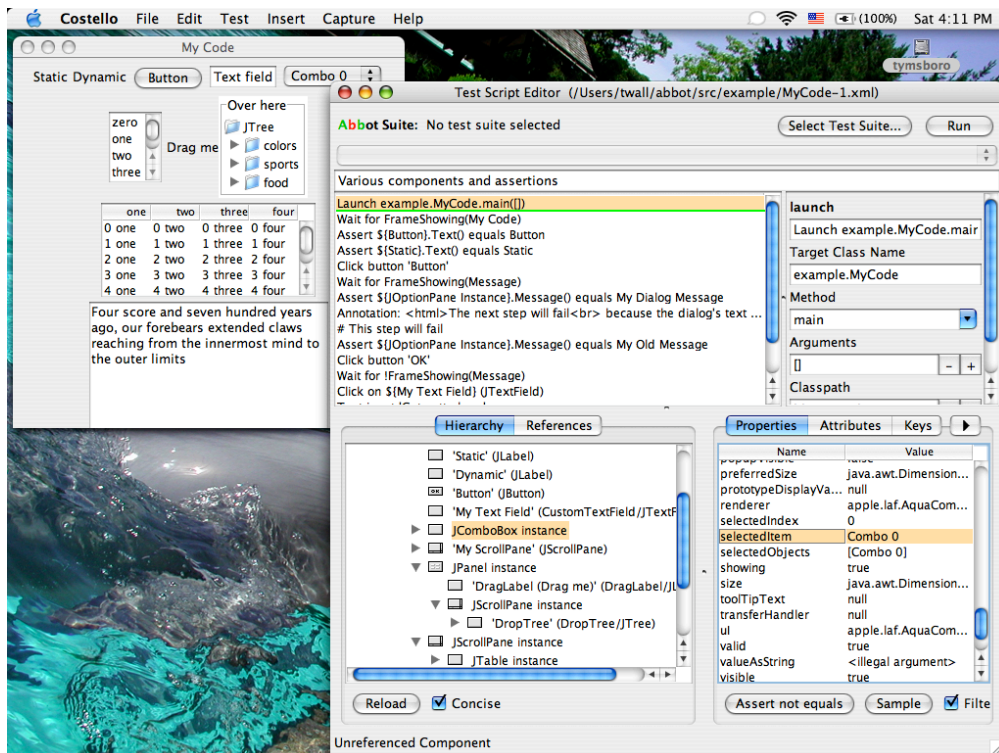 Costello File Edit Test Insert Capture Help (100%) Sat 4:11 PM
My Code
Static Dynamic Button Text field Combo 0
zero
one
two
three
Drag me
Over here
JTree
colors
sports
food
one two three four
0 one 0 two 0 three 0 four
1 one 1 two 1 three 1 four
2 one 2 two 2 three 2 four
3 one 3 two 3 three 3 four
4 one 4 two 4 three 4 four
Four score and seven hundred years
ago, our forebears extended claws
reaching from the innermost mind to
the outer limits
tymsboro
Test Script Editor (/Users/twall/abbot/src/example/MyCode-1.xml)
Abbot Suite: No test suite selected Select Test Suite... Run
Various components and assertions
Launch example.MyCode.main([])
Wait for FrameShowing(My Code)
Assert ${Button}.Text() equals Button
Assert ${Static}.Text() equals Static
Click button 'Button'
Wait for FrameShowing(Message)
Assert ${JOptionPane Instance}.Message() equals My Dialog Message
Annotation: <html>The next step will fail<br> because the dialog's text ...
# This step will fail
Assert ${JOptionPane Instance}.Message() equals My Old Message
Click button 'OK'
Wait for !FrameShowing(Message)
Click on ${My Text Field} (JTextField)
launch
Launch example.MyCode.main
Target Class Name
example.MyCode
Method
main
Arguments
[] - +
Classpath
Hierarchy References
'Static' (JLabel)
'Dynamic' (JLabel)
OK 'Button' (JButton)
'My Text Field' (CustomTextField/JTextF
JComboBox instance
'My ScrollPane' (JScrollPane)
JPanel instance
'DragLabel (Drag me)' (DragLabel/JL
JScrollPane instance
'DropTree' (DropTree/JTree)
JScrollPane instance
JTable instance
Reload Concise
Properties Attributes Keys
Name Value
popupVisible false
preferredSize java.awt.Dimension...
prototypeDisplayVa... null
renderer apple.laf.AquaCom...
selectedIndex 0
selectedItem Combo 0
selectedObjects [Combo 0]
showing true
size java.awt.Dimension...
toolTipText null
transferHandler null
ui apple.laf.AquaCom...
valid true
valueAsString <illegal argument>
visible true
Assert not equals Sample Filte
Unreferenced Component